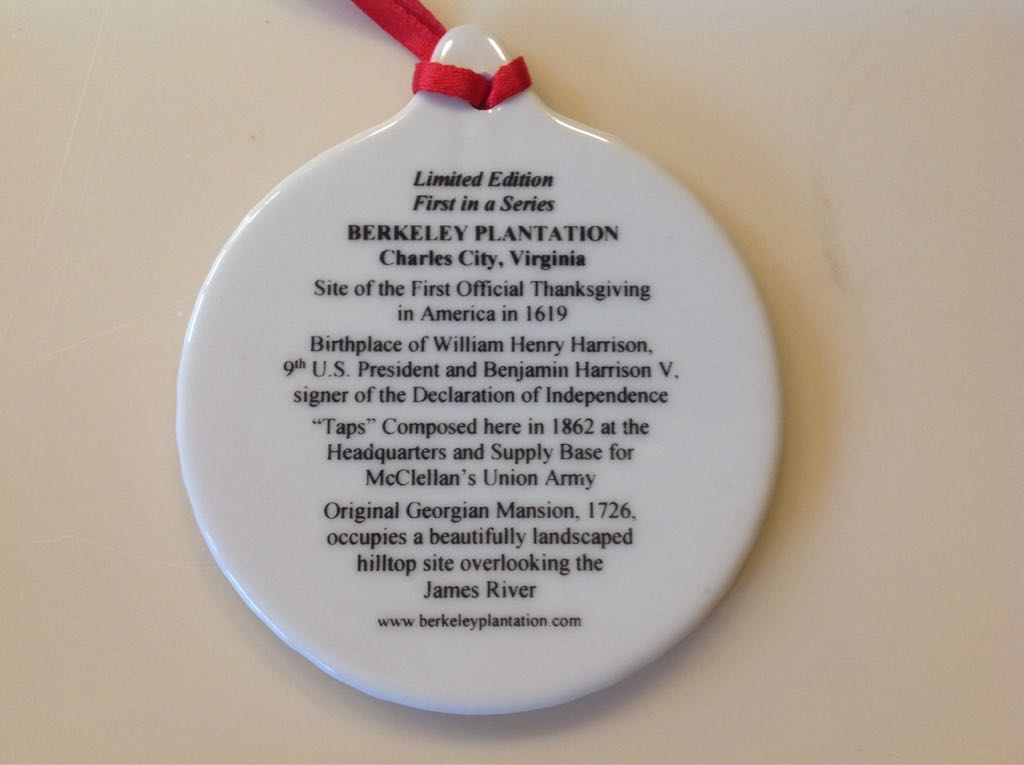 Limited Edition
First in a Series
BERKELEY PLANTATION
Charles City, Virginia
Site of the First Official Thanksgiving
in America in 1619
Birthplace of William Henry Harrison,
9th U.S. President and Benjamin Harrison V,
signer of the Declaration of Independence
“Taps” Composed here in 1862 at the
Headquarters and Supply Base for
McClellan’s Union Army
Original Georgian Mansion, 1726,
occupies a beautifully landscaped
hilltop site overlooking the
James River
www.berkeleyplantation.com